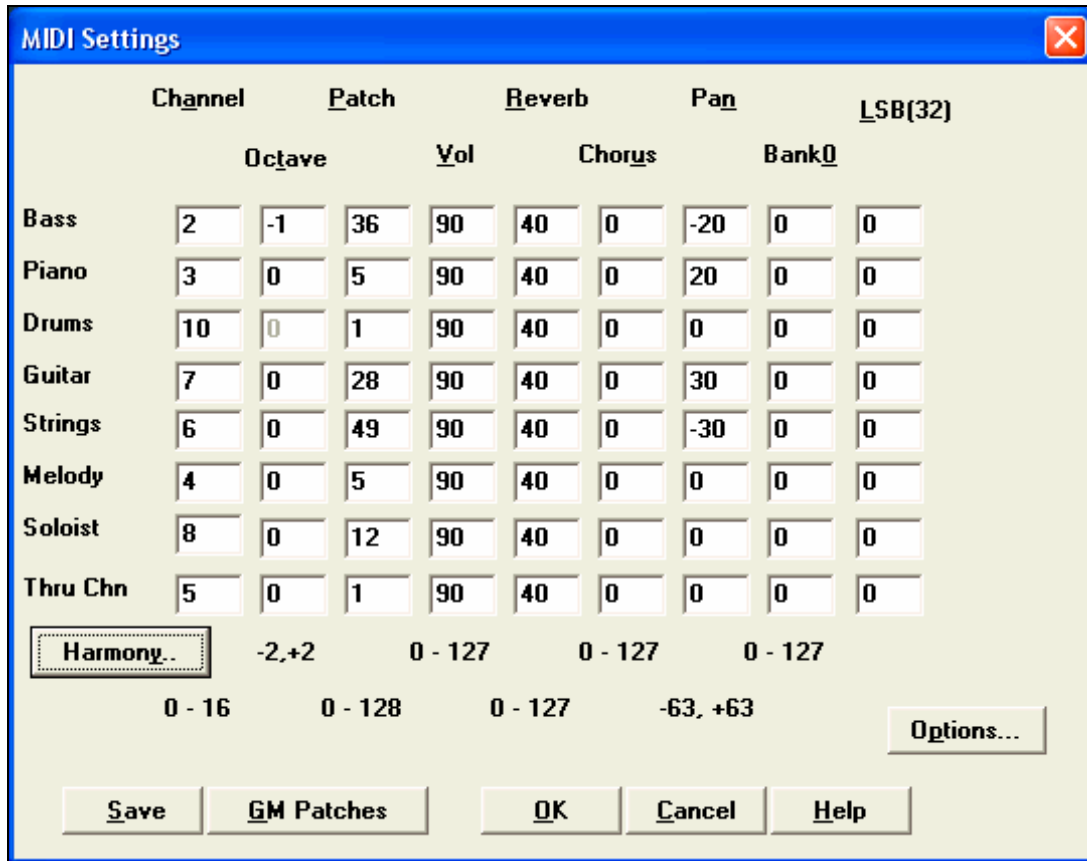 MIDI Settings
Channel Patch Reverb Pan LSB(32)
Octave Vol Chorus Bank0
Bass 2 -1 36 90 40 0 -20 0 0
Piano 3 0 5 90 40 0 20 0 0
Drums 10 0 1 90 40 0 0 0 0
Guitar 7 0 28 90 40 0 30 0 0
Strings 6 0 49 90 40 0 -30 0 0
Melody 4 0 5 90 40 0 0 0 0
Soloist 8 0 12 90 40 0 0 0 0
Thru Chn 5 0 1 90 40 0 0 0 0
Harmony.. -2,+2 0 - 127 0 - 127 0 - 127
0 - 16 0 - 128 0 - 127 -63, +63
Options...
Save GM Patches OK Cancel Help